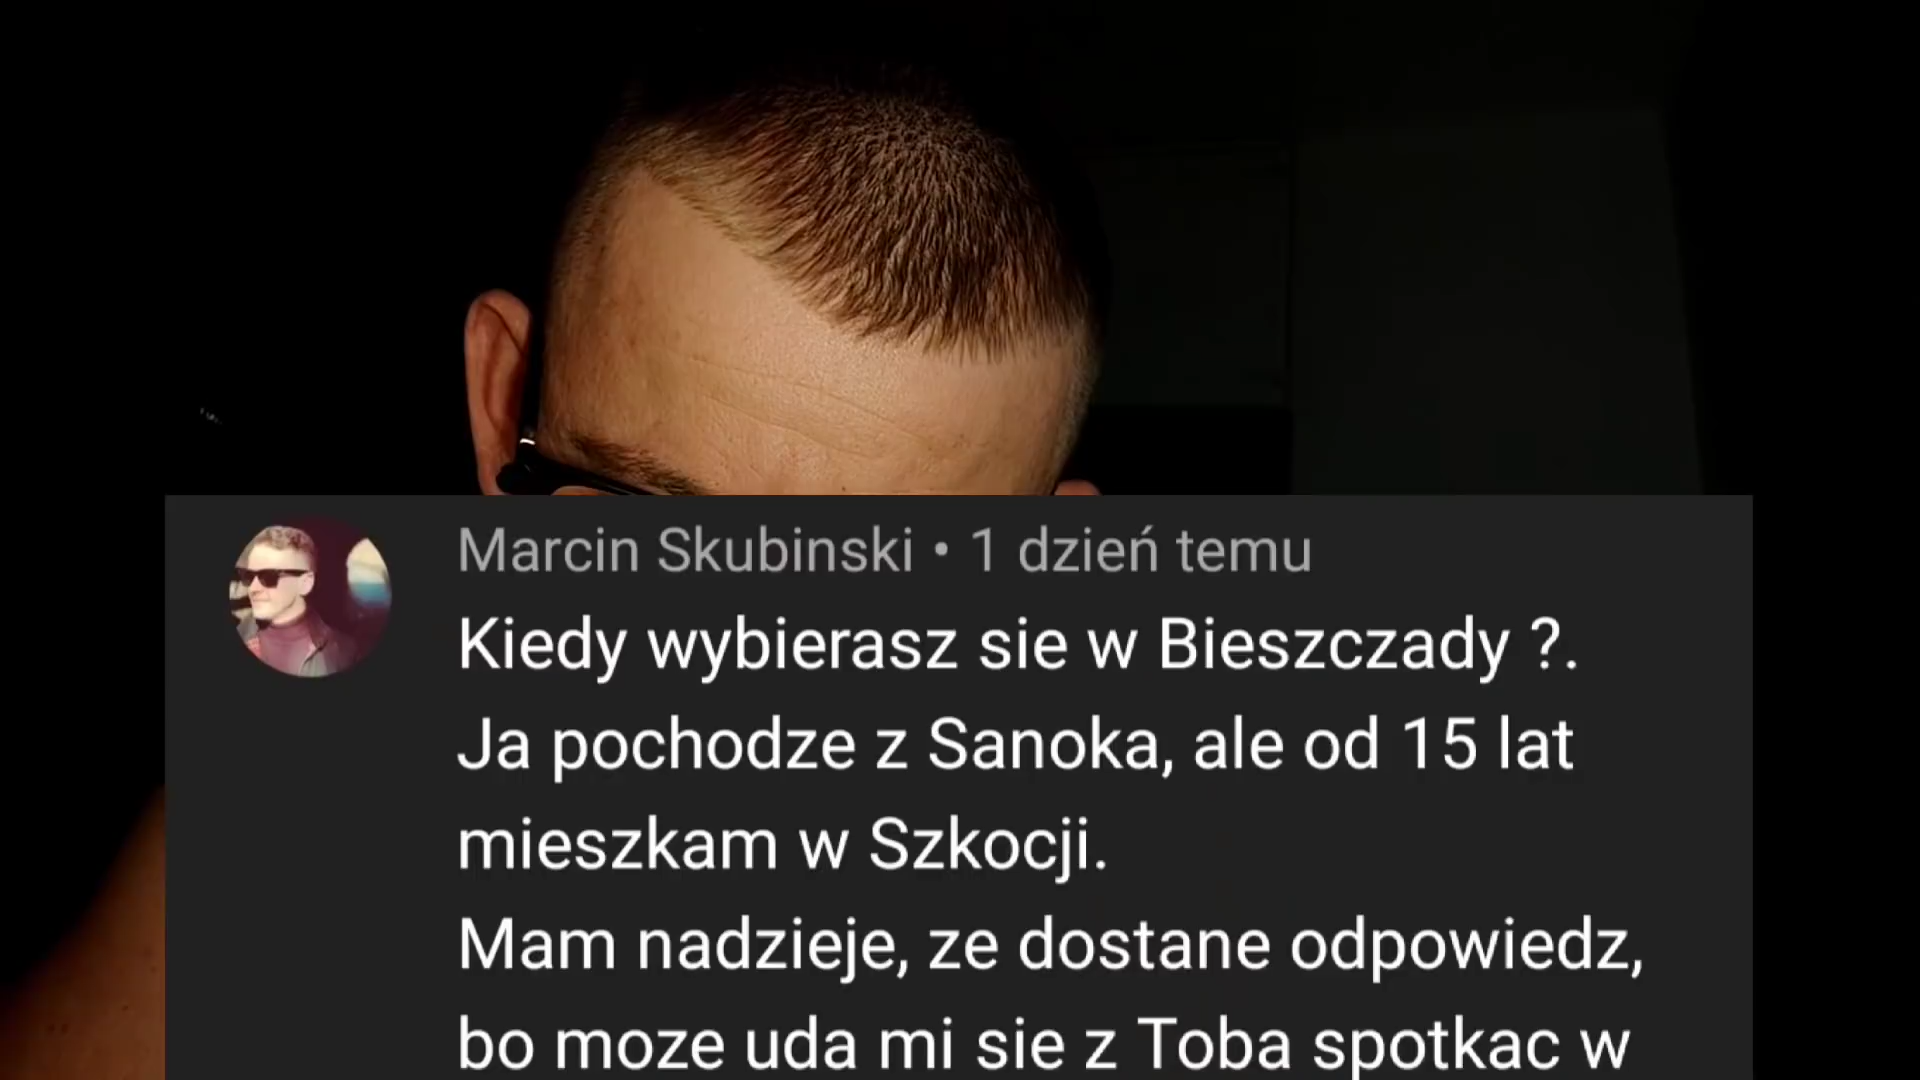 Marcin Skubinski • 1 dzień temu
Kiedy wybierasz sie w Bieszczady ?.
Ja pochodze z Sanoka, ale od 15 lat
mieszkam w Szkocji.
Mam nadzieje, ze dostane odpowiedz,
bo moze uda mi sie z Toba spotkac w